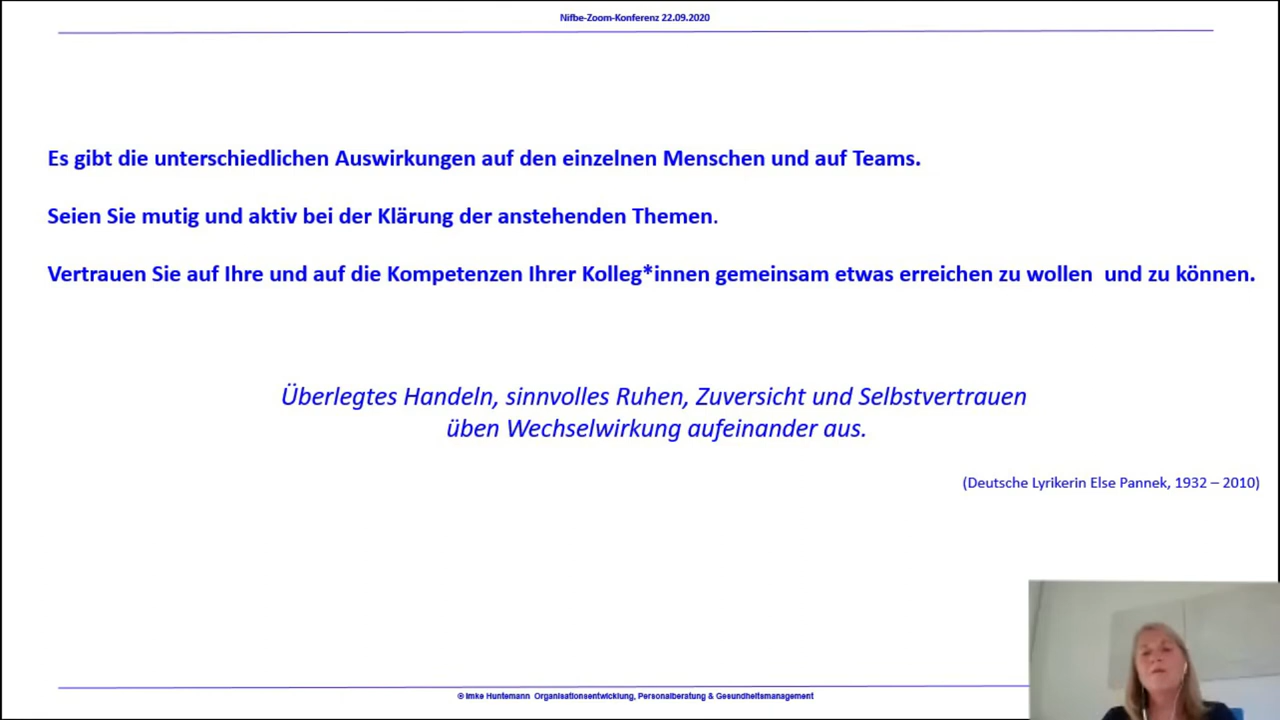 Nifbe-Zoom-Konferenz 22.09.2020
Es gibt die unterschiedlichen Auswirkungen auf den einzelnen Menschen und auf Teams.
Seien Sie mutig und aktiv bei der Klärung der anstehenden Themen.
Vertrauen Sie auf Ihre und auf die Kompetenzen Ihrer Kolleg*innen gemeinsam etwas erreichen zu wollen  und zu können.
Überlegtes Handeln, sinnvolles Ruhen, Zuversicht und Selbstvertrauen
üben Wechselwirkung aufeinander aus.
(Deutsche Lyrikerin Else Pannek, 1932 – 2010)
© Imke Huntemann  Organisationsentwicklung, Personalberatung & Gesundheitsmanagement